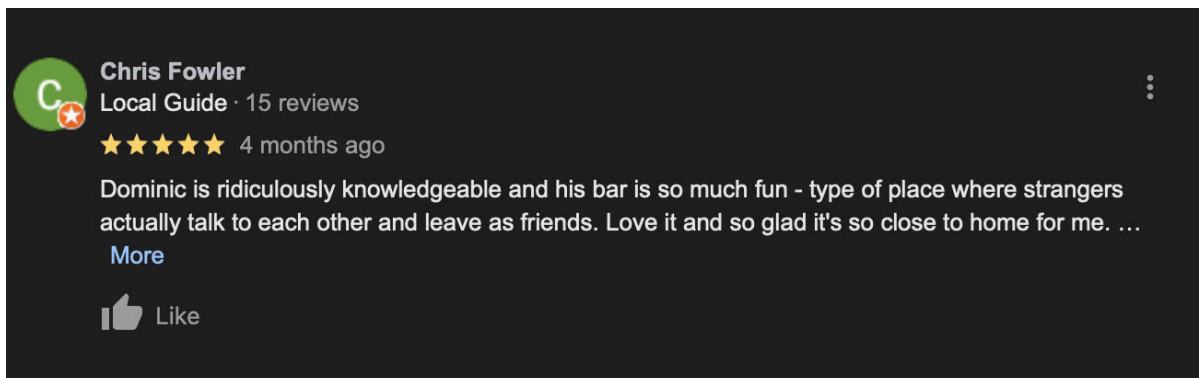 C
Chris Fowler
Local Guide · 15 reviews
4 months ago
Dominic is ridiculously knowledgeable and his bar is so much fun - type of place where strangers
actually talk to each other and leave as friends. Love it and so glad it's so close to home for me. …
More
Like